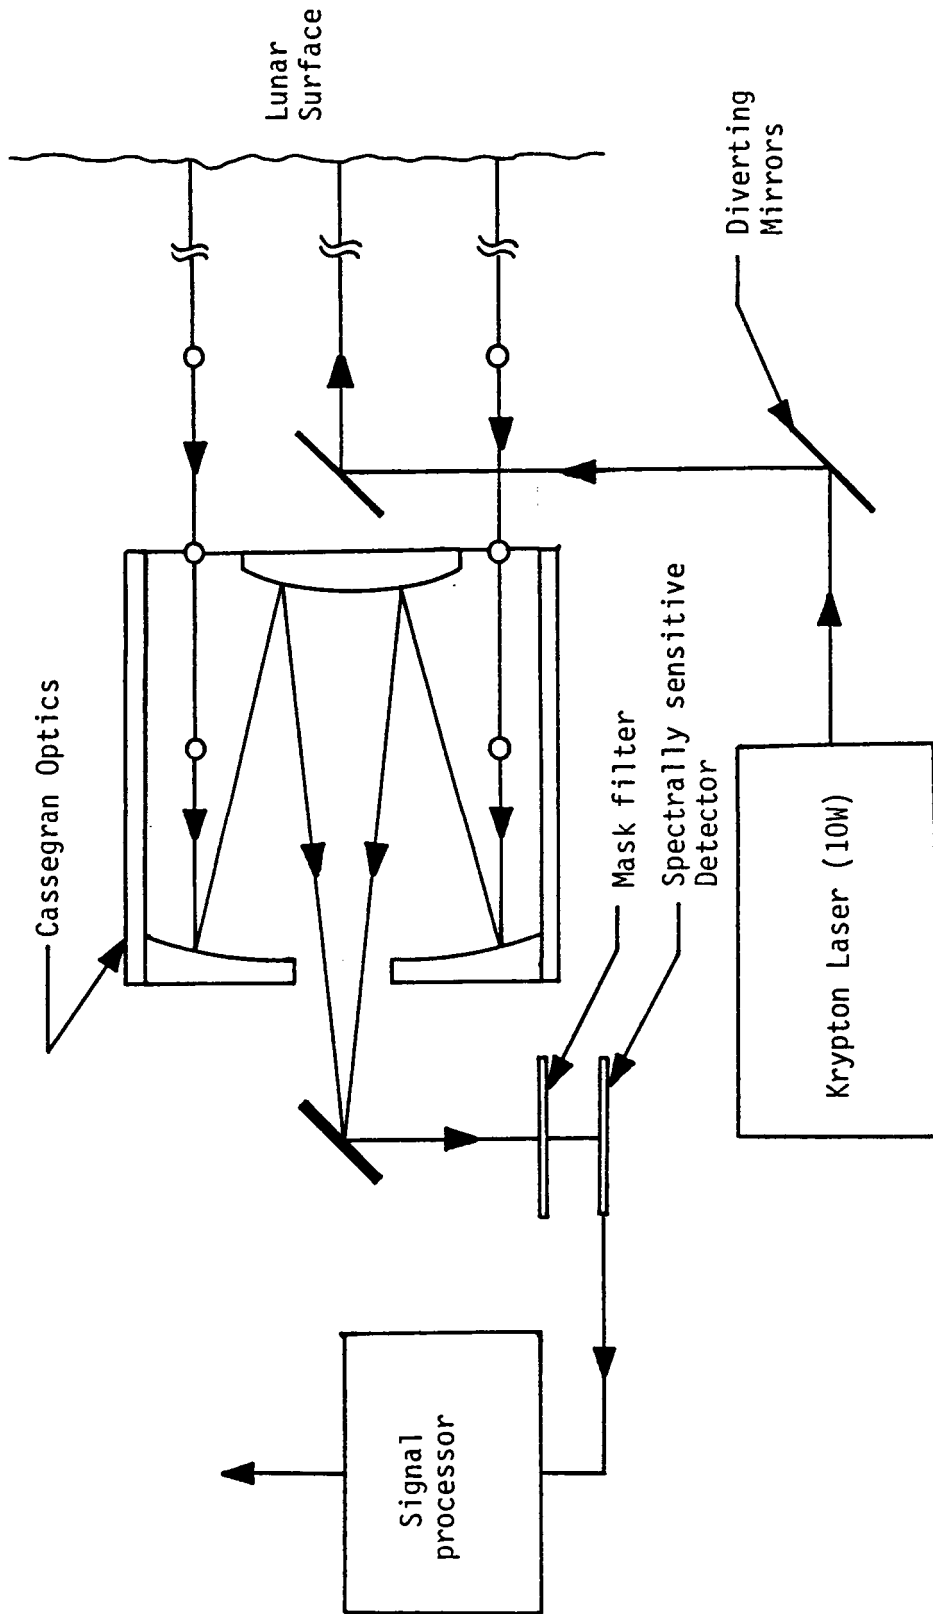 Lunar
Surface
Diverting
Mirrors
Cassegran Optics
Mask filter
Spectrally sensitive
Detector
Krypton Laser (10W)
Signal
processor